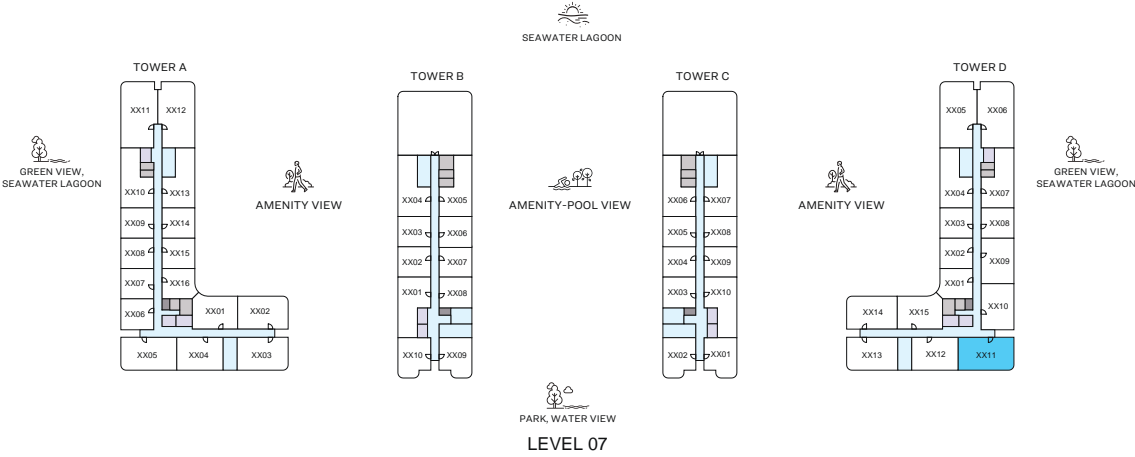 SEAWATER LAGOON
TOWER A
TOWER B
TOWER C
TOWER D
XX11
XX12
XX05
XX06
GREEN VIEW,
SEAWATER LAGOON
AMENITY VIEW
AMENITY-POOL VIEW
AMENITY VIEW
GREEN VIEW,
SEAWATER LAGOON
XX10
XX13
XX04
XX05
XX06
XX07
XX04
XX07
XX09
XX14
XX03
XX06
XX05
XX08
XX03
XX08
XX08
XX15
XX02
XX07
XX04
XX09
XX02
XX09
XX07
XX16
XX01
XX08
XX03
XX10
XX01
XX10
XX06
XX01
XX02
XX14
XX15
XX05
XX04
XX03
XX10
XX09
XX02
XX01
XX13
XX12
XX11
PARK, WATER VIEW
LEVEL 07